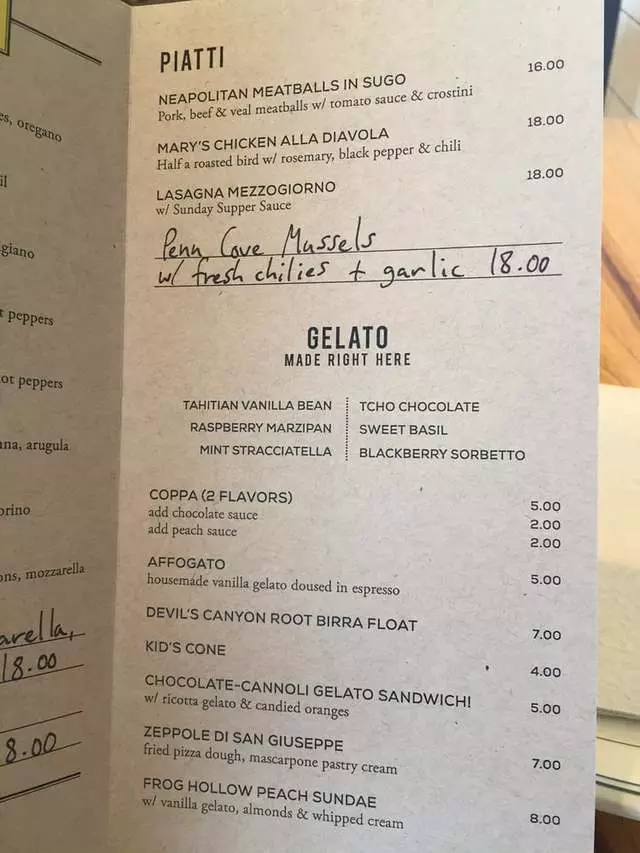 es, oregano
il
giano
t peppers
ot peppers
na, arugula
orino
ons, mozzarella
arella,
18.00
8.00
PIATTI
NEAPOLITAN MEATBALLS IN SUGO 16.00
Pork, beef & veal meatballs w/ tomato sauce & crostini
MARY'S CHICKEN ALLA DIAVOLA 18.00
Half a roasted bird w/ rosemary, black pepper & chili
LASAGNA MEZZOGIORNO 18.00
w/ Sunday Supper Sauce
Penn Cove Mussels
w/ fresh chilies + garlic 18.00
GELATO
MADE RIGHT HERE
TAHITIAN VANILLA BEAN TCHO CHOCOLATE
RASPBERRY MARZIPAN SWEET BASIL
MINT STRACCIATELLA BLACKBERRY SORBETTO
COPPA (2 FLAVORS) 5.00
add chocolate sauce 2.00
add peach sauce 2.00
AFFOGATO 5.00
housemade vanilla gelato doused in espresso
DEVIL'S CANYON ROOT BIRRA FLOAT 7.00
KID'S CONE 4.00
CHOCOLATE-CANNOLI GELATO SANDWICH! 5.00
w/ ricotta gelato & candied oranges
ZEPPOLE DI SAN GIUSEPPE 7.00
fried pizza dough, mascarpone pastry cream
FROG HOLLOW PEACH SUNDAE 8.00
w/ vanilla gelato, almonds & whipped cream